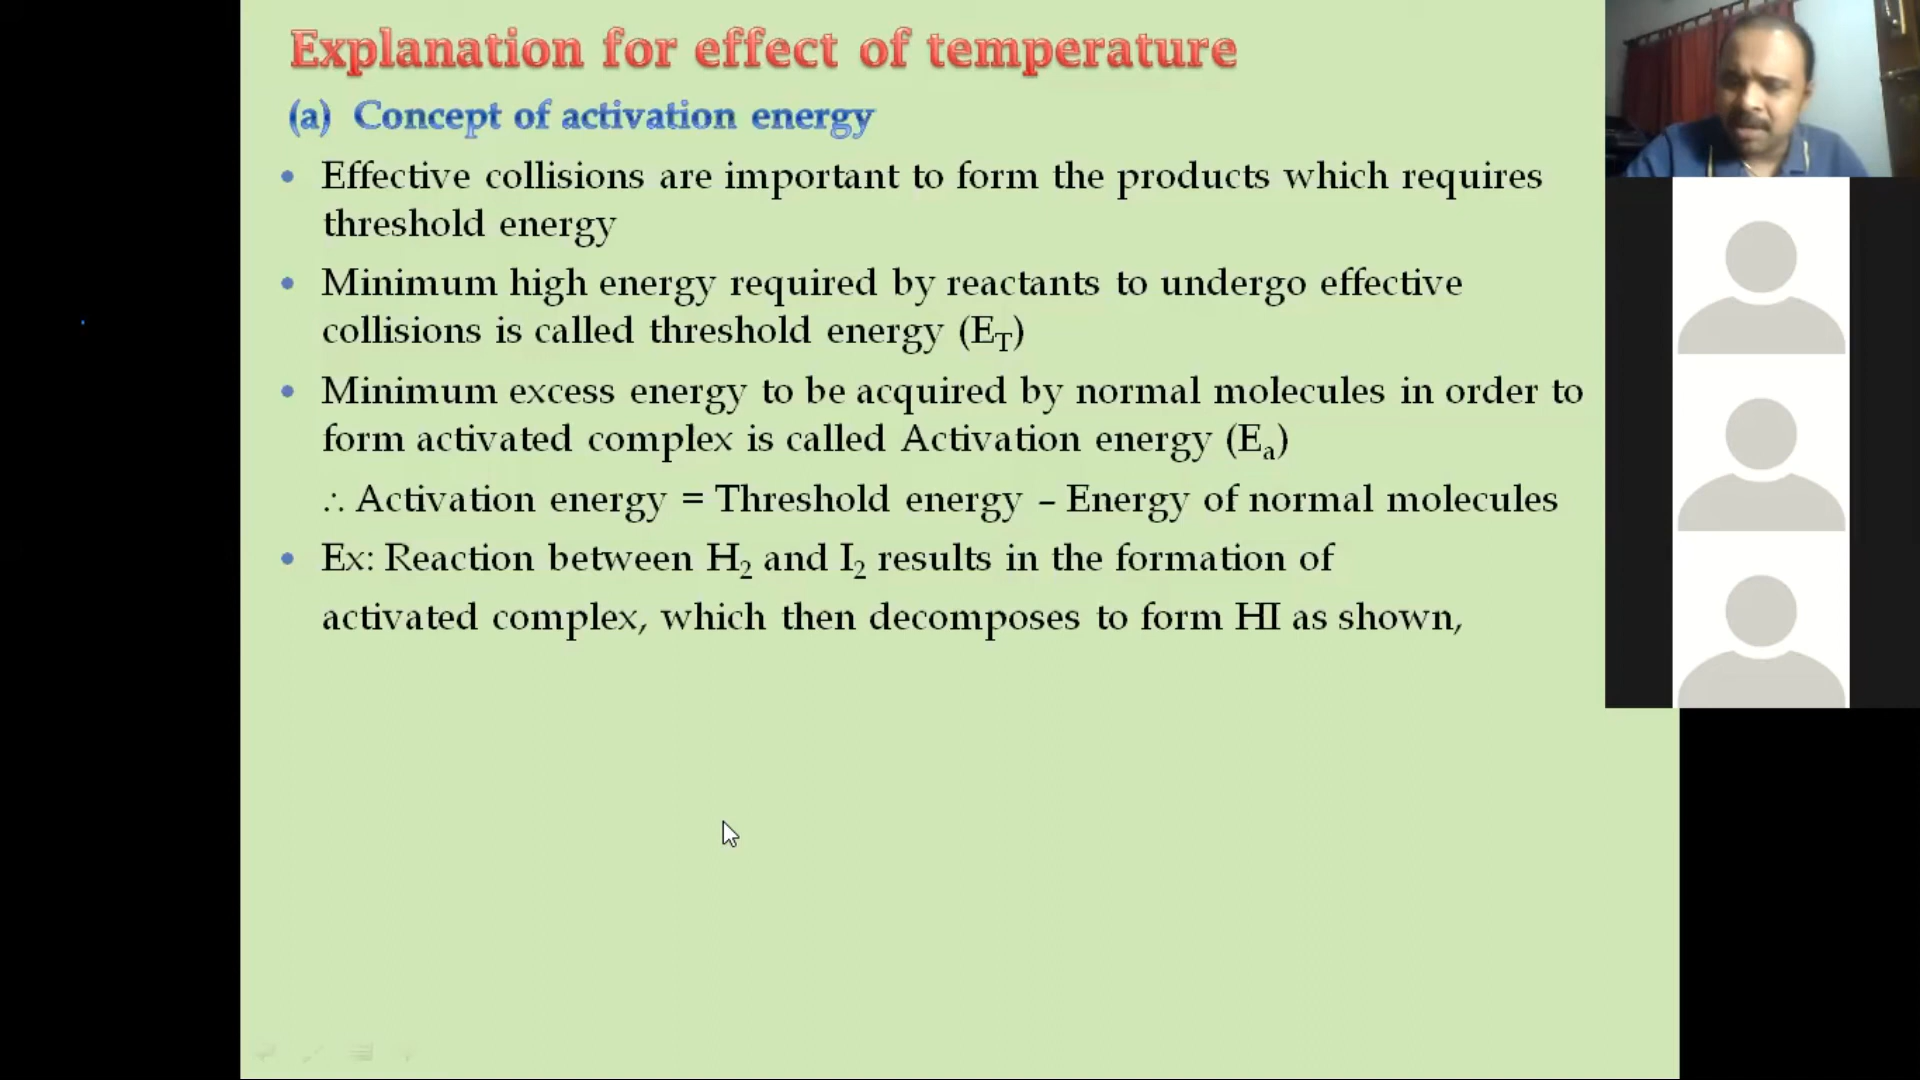 Explanation for effect of temperature
(a) Concept of activation energy
• Effective collisions are important to form the products which requires
threshold energy
• Minimum high energy required by reactants to undergo effective
collisions is called threshold energy (E_T)
• Minimum excess energy to be acquired by normal molecules in order to
form activated complex is called Activation energy (E_a)
∴ Activation energy = Threshold energy – Energy of normal molecules
• Ex: Reaction between H₂ and I₂ results in the formation of
activated complex, which then decomposes to form HI as shown,